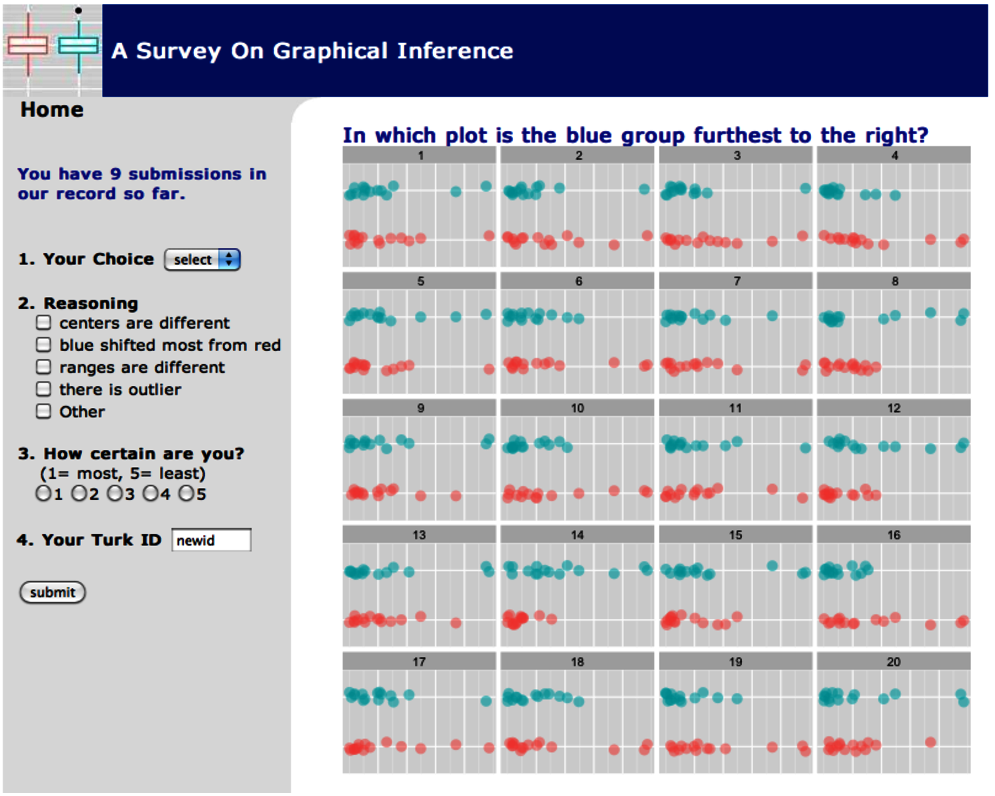 A Survey On Graphical Inference
Home
You have 9 submissions in
our record so far.
1. Your Choice select
2. Reasoning
centers are different
blue shifted most from red
ranges are different
there is outlier
Other
3. How certain are you?
(1= most, 5= least)
1 2 3 4 5
4. Your Turk ID newid
submit
In which plot is the blue group furthest to the right?
1 2 3 4
5 6 7 8
9 10 11 12
13 14 15 16
17 18 19 20